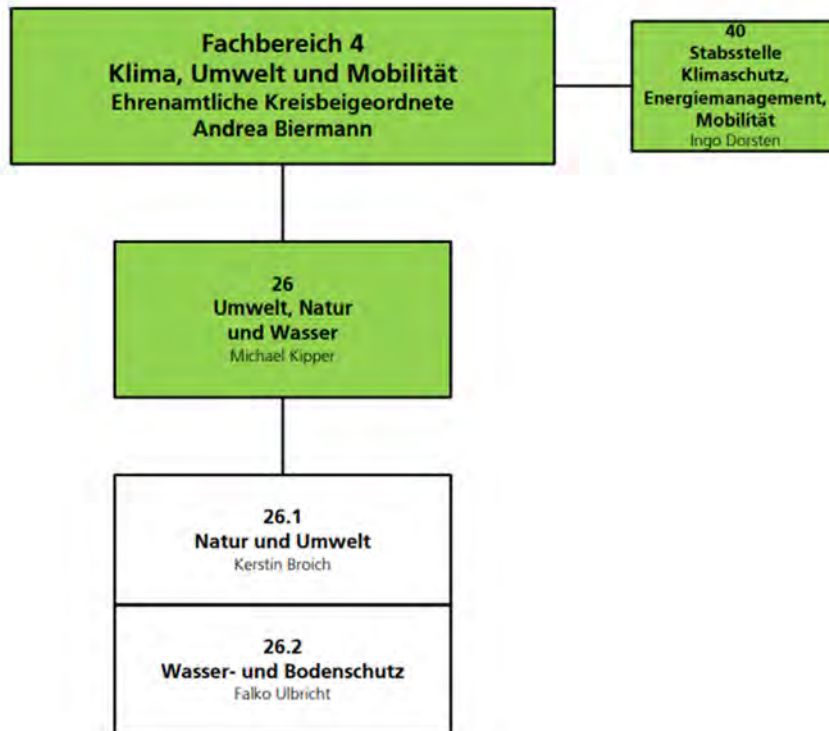 Fachbereich 4
Klima, Umwelt und Mobilität
Ehrenamtliche Kreisbeigeordnete
Andrea Biermann
40
Stabsstelle
Klimaschutz,
Energiemanagement,
Mobilität
Ingo Dorsten
26
Umwelt, Natur
und Wasser
Michael Kipper
26.1
Natur und Umwelt
Kerstin Broich
26.2
Wasser- und Bodenschutz
Falko Ulbricht